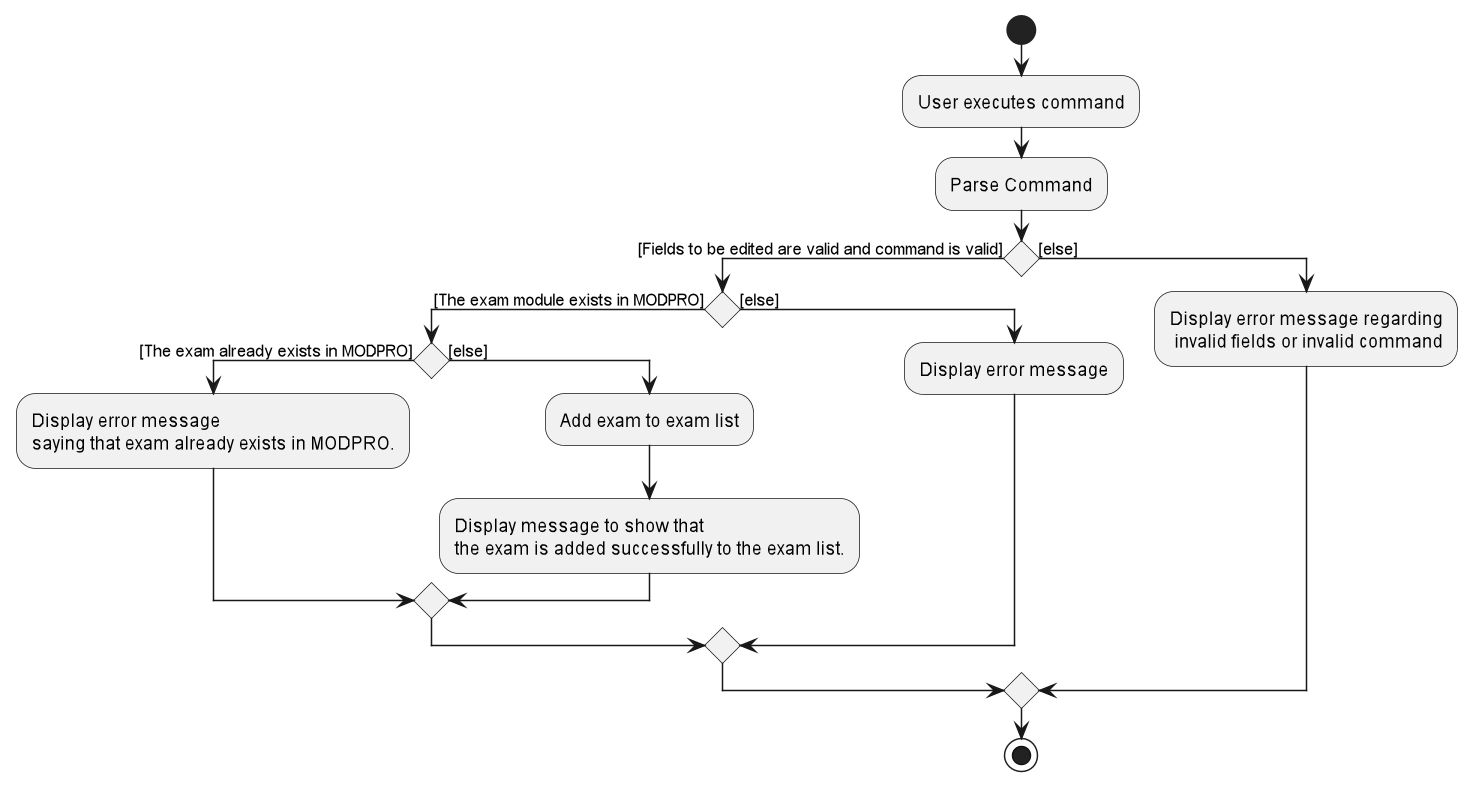 User executes command
Parse Command
[Fields to be edited are valid and command is valid]
[else]
[The exam module exists in MODPRO]
[else]
Display error message regarding
invalid fields or invalid command
[The exam already exists in MODPRO]
[else]
Display error message
Display error message
saying that exam already exists in MODPRO.
Add exam to exam list
Display message to show that
the exam is added successfully to the exam list.